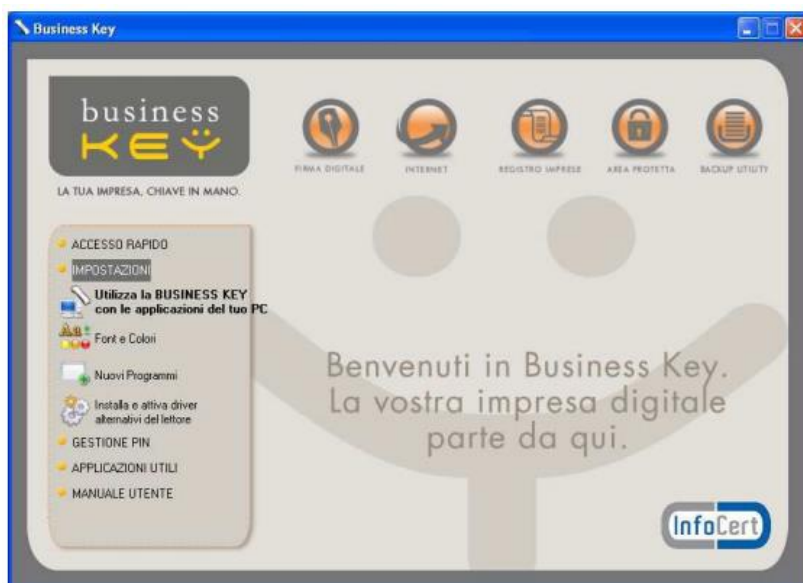 Business Key
business
KEY
LA TUA IMPRESA, CHIAVE IN MANO.
FIRMA DIGITALE
INTERNET
REGISTRO IMPRESE
AREA PROTETTA
BACKUP UTILITY
ACCESSO RAPIDO
IMPOSTAZIONI
Utilizza la BUSINESS KEY
con le applicazioni del tuo PC
Font e Colori
Nuovi Programmi
Installa e attiva driver
alternativi del lettore
GESTIONE PIN
APPLICAZIONI UTILI
MANUALE UTENTE
Benvenuti in Business Key.
La vostra impresa digitale
parte da qui.
InfoCert